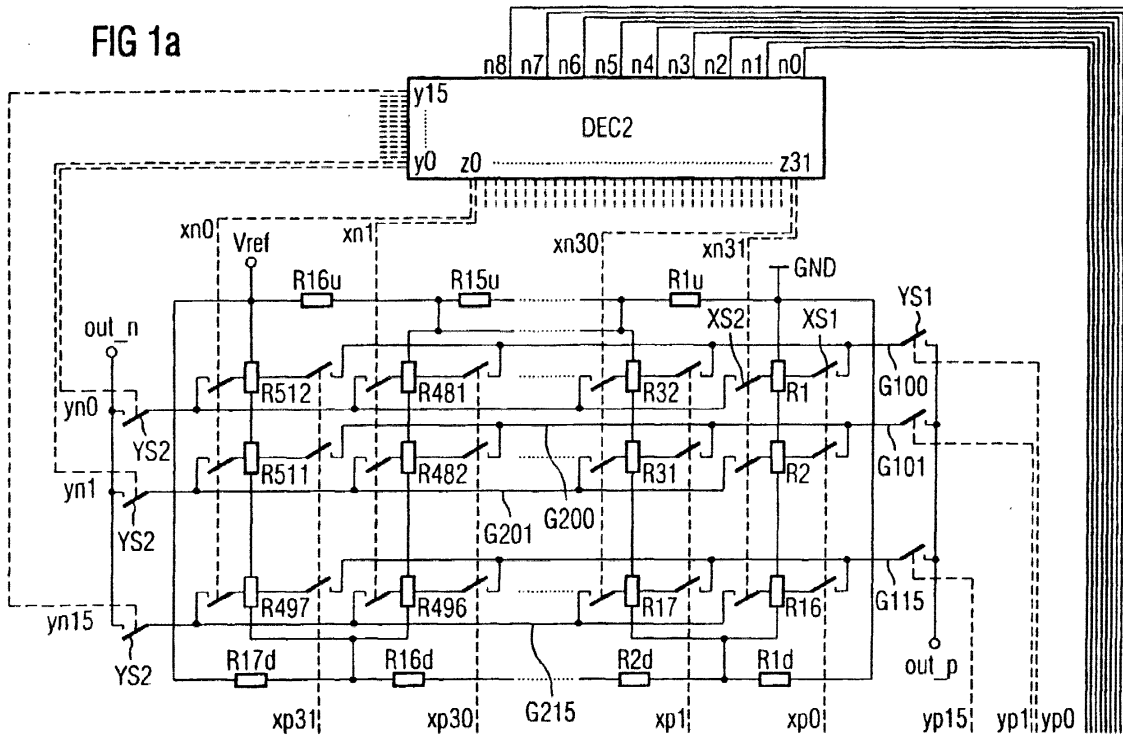 FIG 1a
n8 n7 n6 n5 n4 n3 n2 n1 n0
y15
DEC2
y0 z0 z31
xn0 xn1 xn30 xn31
Vref GND
R16u R15u R1u
out_n XS2 XS1 YS1
R512 R481 R32 R1 G100
yn0
YS2
R511 R482 R31 R2 G101
yn1
YS2 G201 G200
R497 R496 R17 R16 G115
yn15
YS2
R17d R16d R2d R1d out_p
G215
xp31 xp30 xp1 xp0 yp15 yp1 yp0